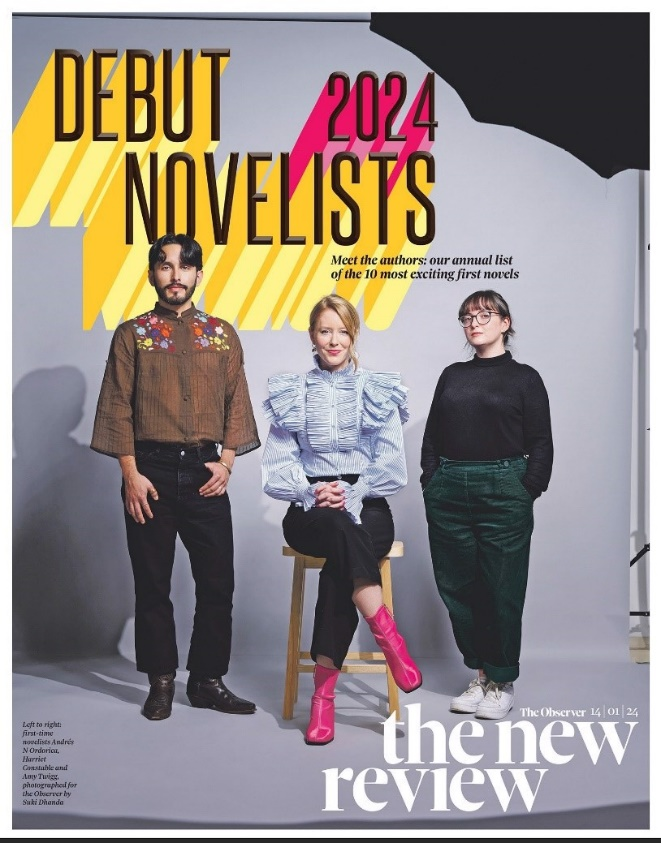 DEBUT 2024
NOVELISTS
Meet the authors: our annual list
of the 10 most exciting first novels
Left to right:
first-time
novelists Andrés
N Ordorica,
Harriet
Constable and
Amy Twigg,
photographed for
the Observer by
Suki Dhanda
The Observer 14 | 01 | 24
the new
review